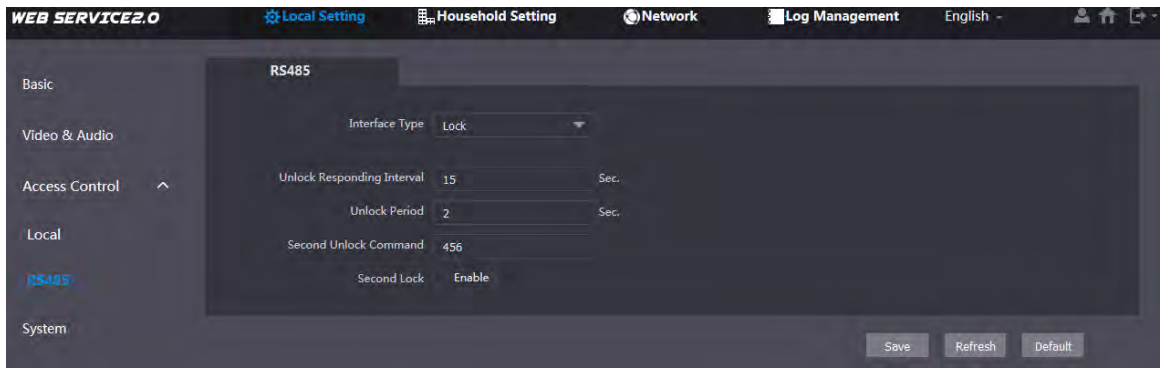 WEB SERVICE2.0 Local Setting Household Setting Network Log Management English
Basic
Video & Audio
Access Control
Local
RS485
System
RS485
Interface Type Lock
Unlock Responding Interval 15 Sec.
Unlock Period 2 Sec.
Second Unlock Command 456
Second Lock Enable
Save Refresh Default